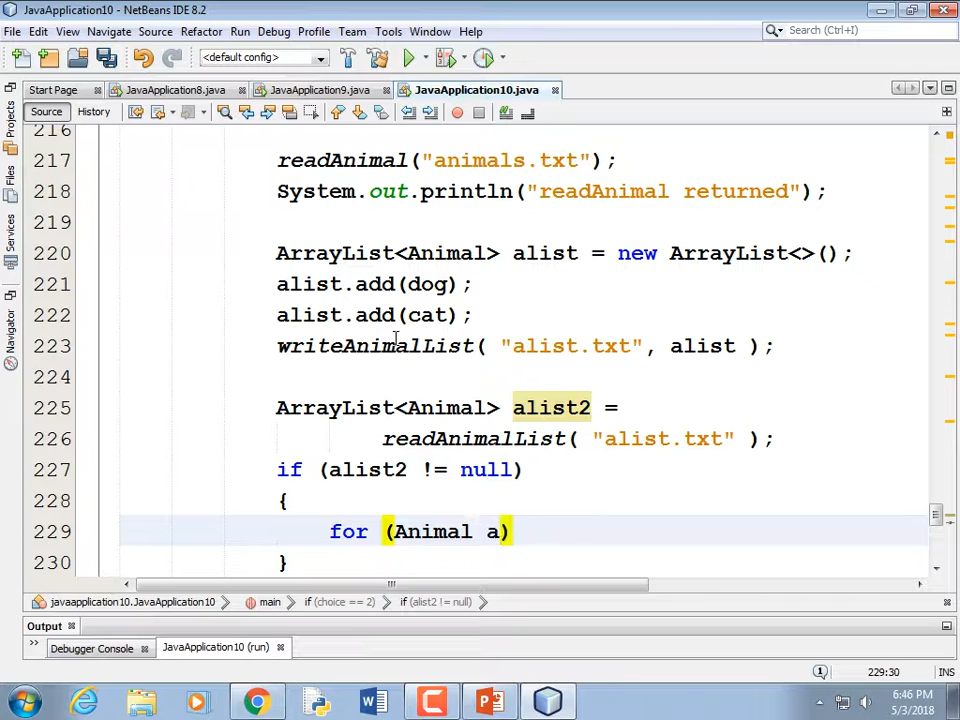 JavaApplication10 - NetBeans IDE 8.2
File Edit View Navigate Source Refactor Run Debug Profile Team Tools Window Help
Search (Ctrl+I)
<default config>
Start Page JavaApplication8.java JavaApplication9.java JavaApplication10.java
Source History
Projects
Files
Services
Navigator
216
217 readAnimal("animals.txt");
218 System.out.println("readAnimal returned");
219
220 ArrayList<Animal> alist = new ArrayList<>();
221 alist.add(dog);
222 alist.add(cat);
223 writeAnimalList( "alist.txt", alist );
224
225 ArrayList<Animal> alist2 =
226 readAnimalList( "alist.txt" );
227 if (alist2 != null)
228 {
229 for (Animal a)
230 }
javaapplication10.JavaApplication10 main if (choice == 2) if (alist2 != null)
Output
Debugger Console JavaApplication10 (run)
1 229:30 INS
6:46 PM
5/3/2018